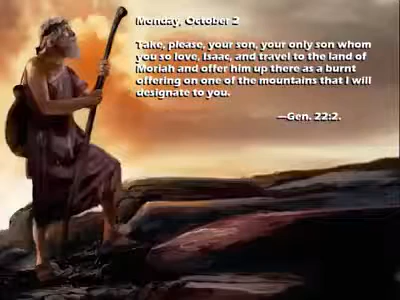 Monday, October 2
Take, please, your son, your only son whom
you so love, Isaac, and travel to the land of
Moriah and offer him up there as a burnt
offering on one of the mountains that I will
designate to you.
—Gen. 22:2.